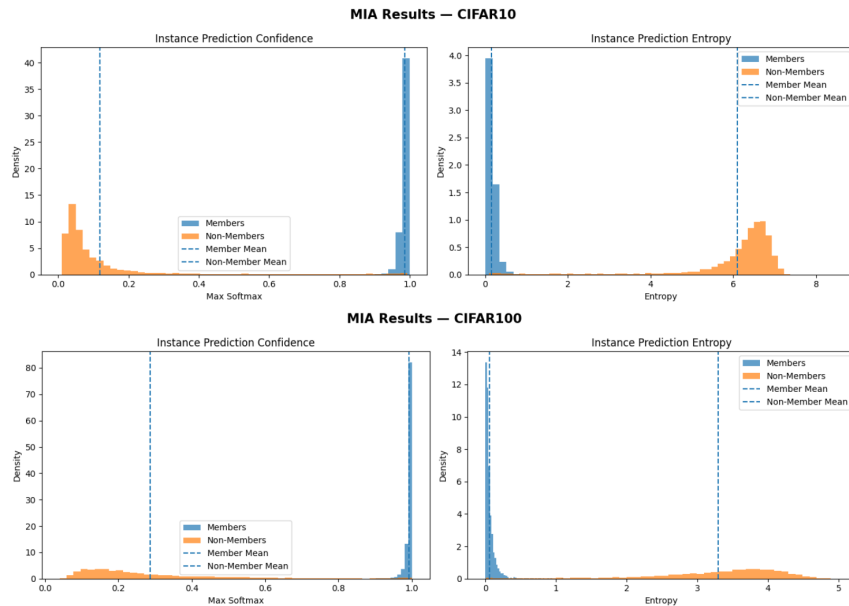 MIA Results — CIFAR10
Instance Prediction Confidence
Density
40
35
30
25
20
15
10
5
0
0.0 0.2 0.4 0.6 0.8 1.0
Max Softmax
Members
Non-Members
Member Mean
Non-Member Mean
Instance Prediction Entropy
Density
4.0
3.5
3.0
2.5
2.0
1.5
1.0
0.5
0.0
0 2 4 6 8
Entropy
Members
Non-Members
Member Mean
Non-Member Mean
MIA Results — CIFAR100
Instance Prediction Confidence
Density
80
70
60
50
40
30
20
10
0
0.0 0.2 0.4 0.6 0.8 1.0
Max Softmax
Members
Non-Members
Member Mean
Non-Member Mean
Instance Prediction Entropy
Density
14
12
10
8
6
4
2
0
0 1 2 3 4 5
Entropy
Members
Non-Members
Member Mean
Non-Member Mean